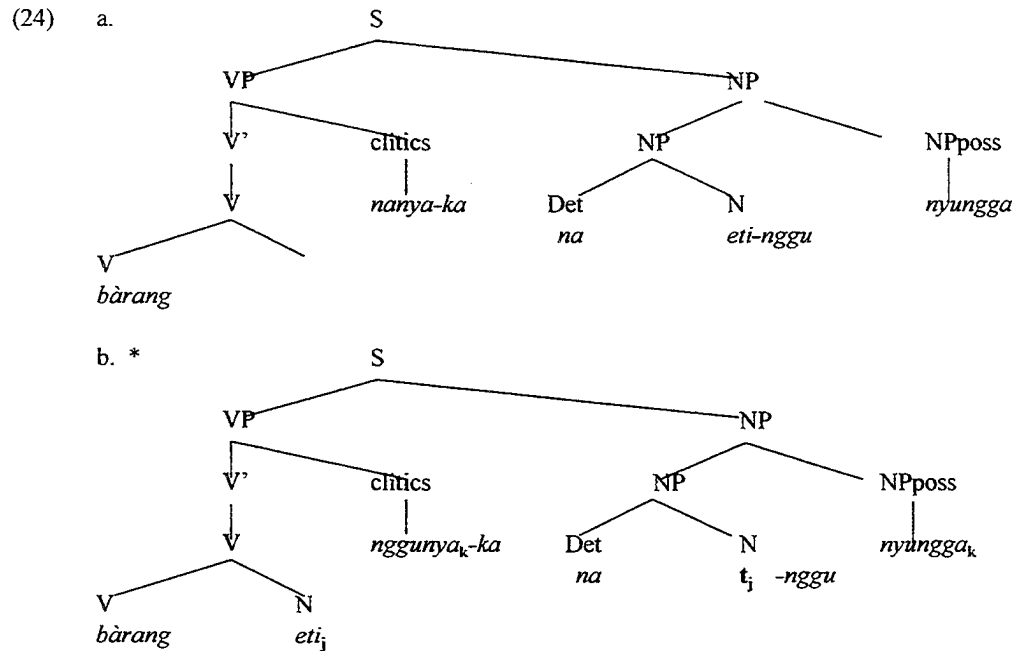 (24) a. S
VP NP
V' clitics NP NPposs
V nanya-ka Det N nyungga
na eti-nggu
V
bàrang
b. * S
VP NP
V' clitics NP NPposs
V nggunyak-ka Det N nyunggak
na tj -nggu
V N
bàrang etij